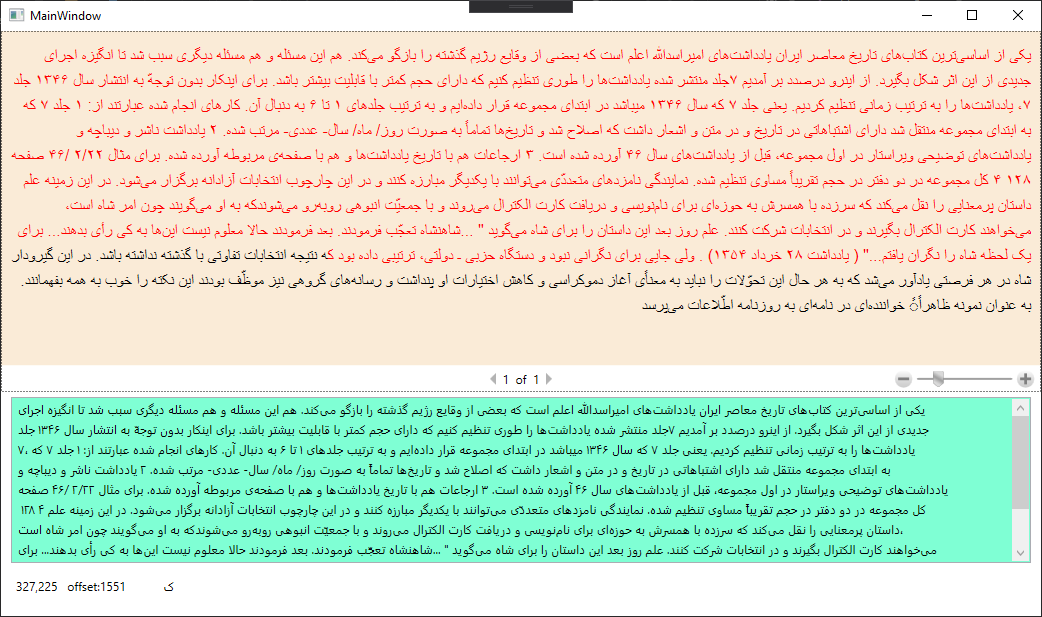 MainWindow
یکی از اساسی‌ترین کتاب‌های تاریخ معاصر ایران یادداشت‌های امیراسدالله اعلم است که بعضی از وقایع رژیم گذشته را بازگو می‌کند. هم این مسئله و هم مسئله دیگری سبب شد تا انگیزه اجرای
جدیدی از این اثر شکل بگیرد. از اینرو درصدد بر آمدیم ۷جلد منتشر شده یادداشت‌ها را طوری تنظیم کنیم که دارای حجم کمتر با قابلیت بیشتر باشد. برای اینکار بدون توجهّ به انتشار سال ۱۳۴۶ جلد
۷، یادداشت‌ها را به ترتیب زمانی تنظیم کردیم. یعنی جلد ۷ که سال ۱۳۴۶ میباشد در ابتدای مجموعه قرار داده‌ایم و به ترتیب جلدهای ۱ تا ۶ به دنبال آن. کارهای انجام شده عبارتند از: ۱ جلد ۷ که
به ابتدای مجموعه منتقل شد دارای اشتباهاتی در تاریخ و در متن و اشعار داشت که اصلاح شد و تاریخ‌ها تماماً به صورت روز/ ماه/ سال- عددی- مرتب شده. ۲ یادداشت ناشر و دیباچه و
یادداشت‌های توضیحی ویراستار در اول مجموعه، قبل از یادداشت‌های سال ۴۶ آورده شده است. ۳ ارجاعات هم با تاریخ یادداشت‌ها و هم با صفحه‌ی مربوطه آورده شده. برای مثال ۲/۲۲ /۴۶ صفحه
۱۲۸ ۴ کل مجموعه در دو دفتر در حجم تقریباً مساوی تنظیم شده. نمایندگی نامزدهای متعددّی می‌توانند با یکدیگر مبارزه کنند و در این چارچوب انتخابات آزادانه برگزار می‌شود. در این زمینه علم
داستان پرمعنایی را نقل می‌کند که سرزده با همسرش به حوزه‌ای برای نام‌نویسی و دریافت کارت الکترال می‌روند و با جمعیّت انبوهی روبه‌رو می‌شوندکه به او می‌گویند چون امر شاه است،
می‌خواهند کارت الکترال بگیرند و در انتخابات شرکت کنند. علم روز بعد این داستان را برای شاه می‌گوید " ...شاهنشاه تعجّب فرمودند. بعد فرمودند حالا معلوم نیست این‌ها به کی رأی بدهند... برای
یک لحظه شاه را نگران یافتم..." ( یادداشت ۲۸ خرداد ۱۳۵۴) . ولی جایی برای نگرانی نبود و دستگاه حزبی ـ دولتی، ترتیبی داده بود که نتیجه انتخابات تفاوتی با گذشته نداشته باشد. در این گیرودار
شاه در هر فرصتی یادآور می‌شد که به هر حال این تحوّلات را نباید به معنأی آغاز دموکراسی و کاهش اختیارات او پنداشت و رسانه‌های گروهی نیز موظّف بودند این نکته را خوب به همه بفهمانند.
به عنوان نمونه ظاهراًُ خواننده‌ای در نامه‌ای به روزنامه اطّلاعات می‌پرسد
1 of 1
یکی از اساسی‌ترین کتاب‌های تاریخ معاصر ایران یادداشت‌های امیراسدالله اعلم است که بعضی از وقایع رژیم گذشته را بازگو می‌کند. هم این مسئله و هم مسئله دیگری سبب شد تا انگیزه اجرای
جدیدی از این اثر شکل بگیرد. از اینرو درصدد بر آمدیم ۷جلد منتشر شده یادداشت‌ها را طوری تنظیم کنیم که دارای حجم کمتر با قابلیت بیشتر باشد. برای اینکار بدون توجهّ به انتشار سال ۱۳۴۶ جلد
۷، یادداشت‌ها را به ترتیب زمانی تنظیم کردیم. یعنی جلد ۷ که سال ۱۳۴۶ میباشد در ابتدای مجموعه قرار داده‌ایم و به ترتیب جلدهای ۱ تا ۶ به دنبال آن. کارهای انجام شده عبارتند از: ۱ جلد ۷ که
به ابتدای مجموعه منتقل شد دارای اشتباهاتی در تاریخ و در متن و اشعار داشت که اصلاح شد و تاریخ‌ها تماماً به صورت روز/ ماه/ سال- عددی- مرتب شده. ۲ یادداشت ناشر و دیباچه و
یادداشت‌های توضیحی ویراستار در اول مجموعه، قبل از یادداشت‌های سال ۴۶ آورده شده است. ۳ ارجاعات هم با تاریخ یادداشت‌ها و هم با صفحه‌ی مربوطه آورده شده. برای مثال ۲/۲۲ /۴۶ صفحه
۱۲۸ ۴ کل مجموعه در دو دفتر در حجم تقریباً مساوی تنظیم شده. نمایندگی نامزدهای متعددّی می‌توانند با یکدیگر مبارزه کنند و در این چارچوب انتخابات آزادانه برگزار می‌شود. در این زمینه علم
داستان پرمعنایی را نقل می‌کند که سرزده با همسرش به حوزه‌ای برای نام‌نویسی و دریافت کارت الکترال می‌روند و با جمعیّت انبوهی روبه‌رو می‌شوندکه به او می‌گویند چون امر شاه است،
می‌خواهند کارت الکترال بگیرند و در انتخابات شرکت کنند. علم روز بعد این داستان را برای شاه می‌گوید " ...شاهنشاه تعجّب فرمودند. بعد فرمودند حالا معلوم نیست این‌ها به کی رأی بدهند... برای
327,225 offset:1551 ک